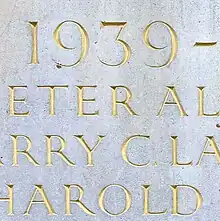 1939-
ETER AL
RRY C. LA
HAROLD